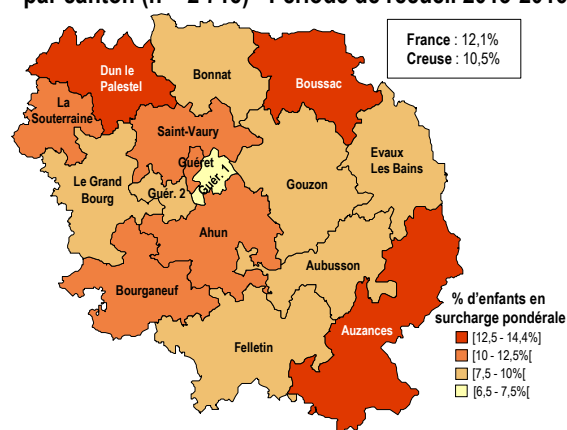 France : 12,1%
Creuse : 10,5%
Dun le
Palestel
Bonnat
Boussac
La
Souterraine
Saint-Vaury
Guéret
Guér. 1
Evaux
Les Bains
Le Grand
Bourg
Guér. 2
Gouzon
Ahun
Aubusson
Bourganeuf
Auzances
Felletin
% d'enfants en
surcharge pondérale
[12,5 - 14,4%]
[10 - 12,5%[
[7,5 - 10%[
[6,5 - 7,5%[